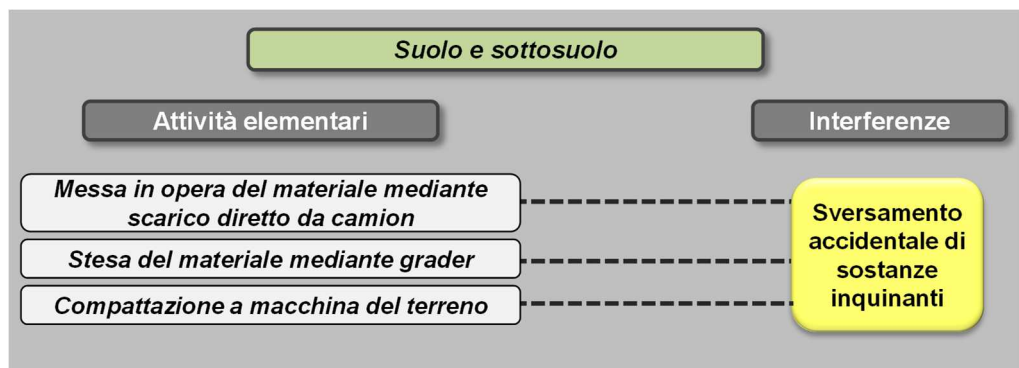 Suolo e sottosuolo
Attività elementari
Interferenze
Messa in opera del materiale mediante
scarico diretto da camion
Stesa del materiale mediante grader
Compattazione a macchina del terreno
Sversamento
accidentale di
sostanze
inquinanti